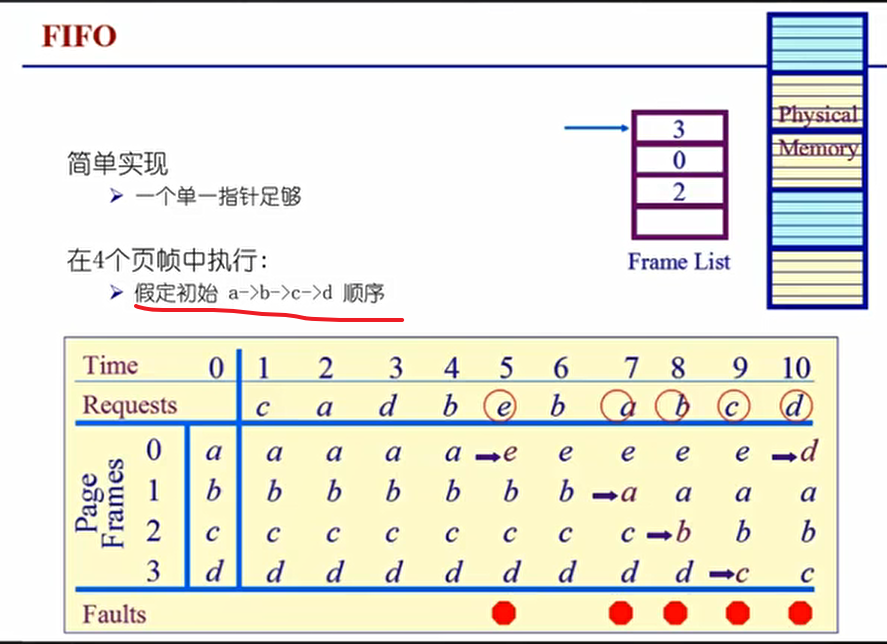 FIFO
3
0
2
Frame List
Physical
Memory
简单实现
➢ 一个单一指针足够
在4个页帧中执行:
➢ 假定初始 a->b->c->d 顺序
Time 0 1 2 3 4 5 6 7 8 9 10
Requests c a d b e b a b c d
Page Frames
0 a a a a a ➡e e e e e ➡d
1 b b b b b b b ➡a a a a
2 c c c c c c c c ➡b b b
3 d d d d d d d d d ➡c c
Faults